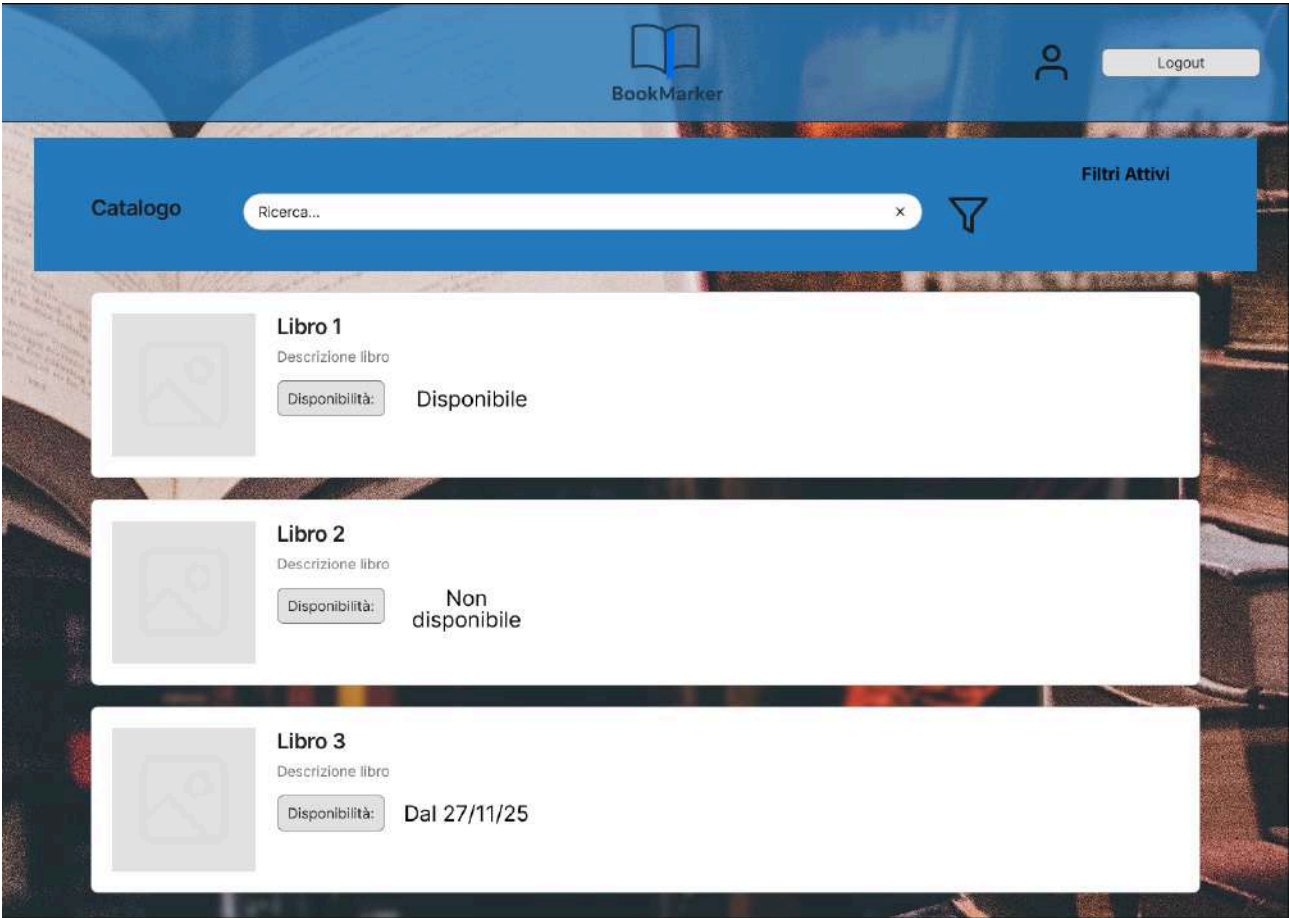 BookMarker
Logout
Filtri Attivi
Catalogo
Ricerca...
×
Libro 1
Descrizione libro
Disponibilità:
Disponibile
Libro 2
Descrizione libro
Disponibilità:
Non
disponibile
Libro 3
Descrizione libro
Disponibilità:
Dal 27/11/25